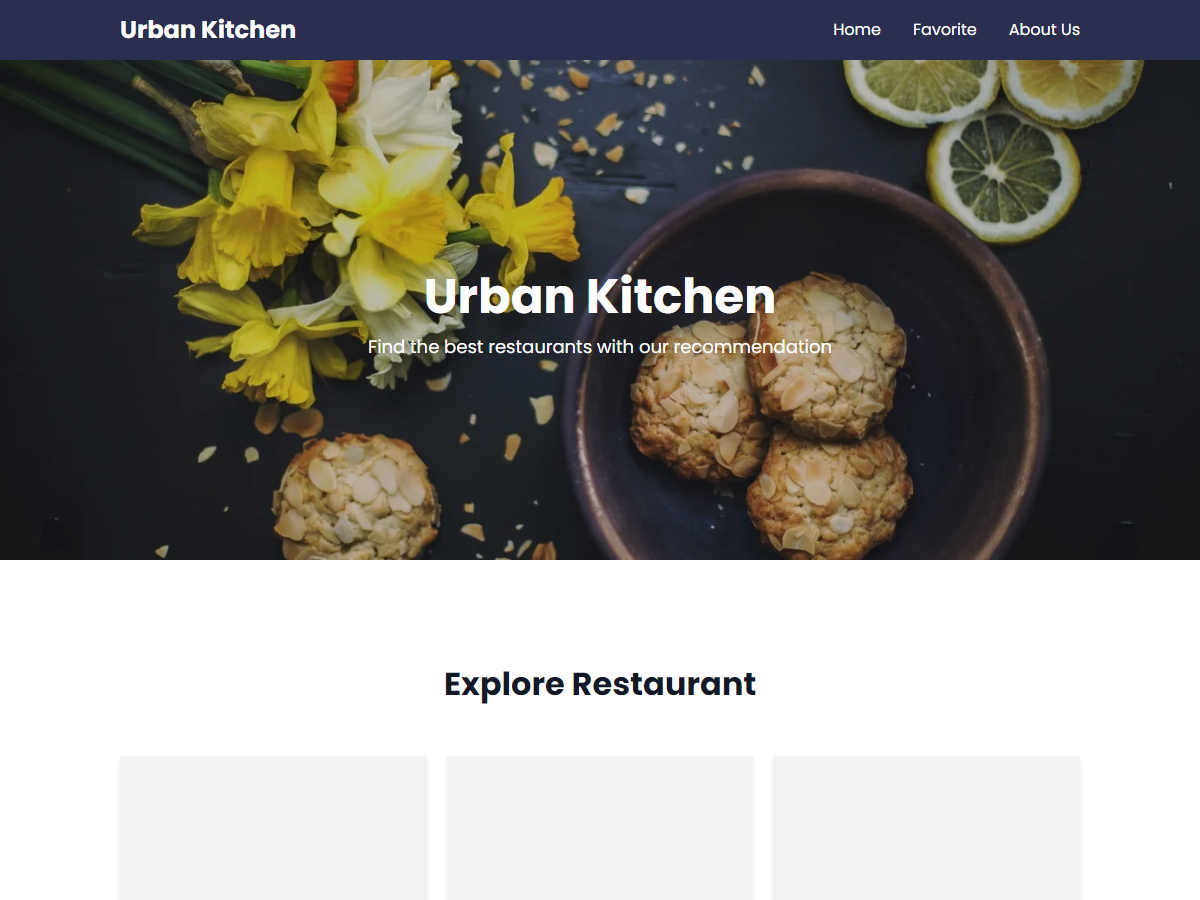 Urban Kitchen
Home Favorite About Us
Urban Kitchen
Find the best restaurants with our recommendation
Explore Restaurant